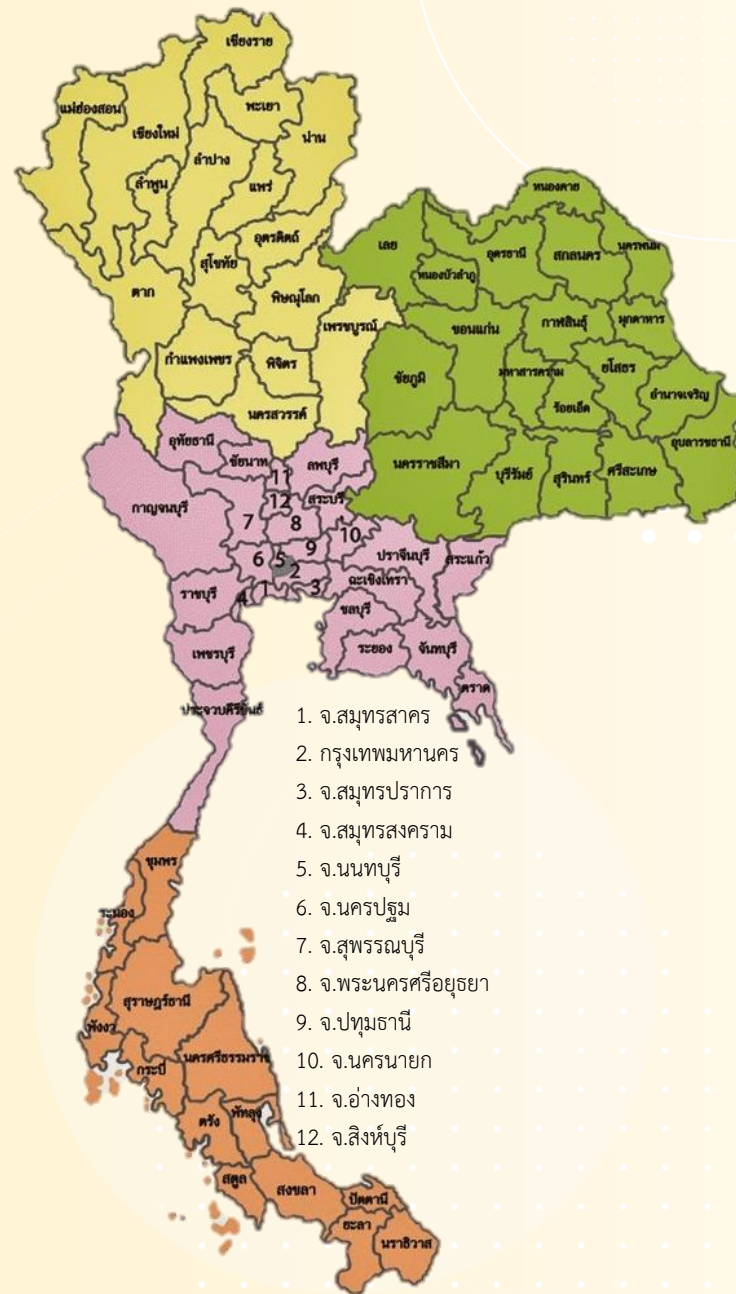 เชียงราย
แม่ฮ่องสอน
พะเยา
เชียงใหม่
น่าน
ลำปาง
ลำพูน
แพร่
อุตรดิตถ์
สุโขทัย
ตาก
พิษณุโลก
เพชรบูรณ์
กำแพงเพชร
พิจิตร
นครสวรรค์
หนองคาย
เลย
อุดรธานี
สกลนคร
นครพนม
หนองบัวลำภู
ขอนแก่น
กาฬสินธุ์
มุกดาหาร
ชัยภูมิ
มหาสารคาม
ยโสธร
ร้อยเอ็ด
อำนาจเจริญ
อุบลราชธานี
นครราชสีมา
บุรีรัมย์
สุรินทร์
ศรีสะเกษ
อุทัยธานี
ชัยนาท
ลพบุรี
11
12
สระบุรี
กาญจนบุรี
7
8
10
9
ปราจีนบุรี
สระแก้ว
6
5
2
ฉะเชิงเทรา
ราชบุรี
4
1
3
ชลบุรี
เพชรบุรี
ระยอง
จันทบุรี
ตราด
ประจวบคีรีขันธ์
1. จ.สมุทรสาคร
2. กรุงเทพมหานคร
3. จ.สมุทรปราการ
4. จ.สมุทรสงคราม
5. จ.นนทบุรี
6. จ.นครปฐม
7. จ.สุพรรณบุรี
8. จ.พระนครศรีอยุธยา
9. จ.ปทุมธานี
10. จ.นครนายก
11. จ.อ่างทอง
12. จ.สิงห์บุรี
ชุมพร
ระนอง
สุราษฎร์ธานี
พังงา
กระบี่
นครศรีธรรมราช
ตรัง
พัทลุง
สตูล
สงขลา
ปัตตานี
ยะลา
นราธิวาส